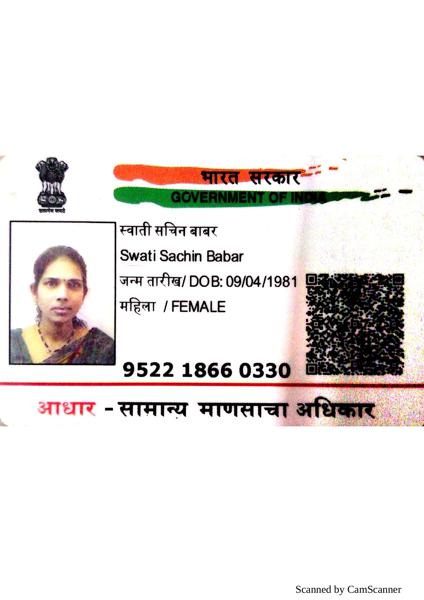 भारत सरकार
GOVERNMENT OF INDIA
सत्यमेव जयते
स्वाती सचिन बाबर
Swati Sachin Babar
जन्म तारीख/ DOB: 09/04/1981
महिला / FEMALE
9522 1866 0330
आधार - सामान्य माणसाचा अधिकार
Scanned by CamScanner